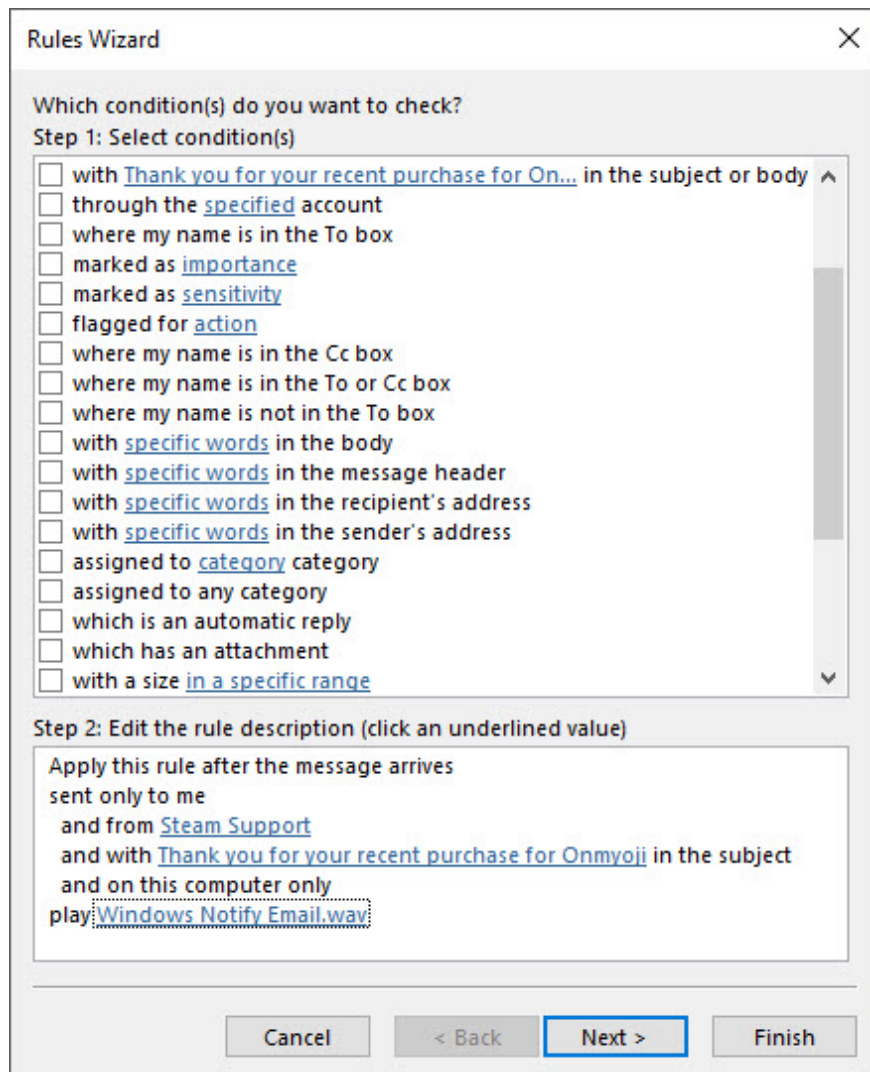 Rules Wizard
Which condition(s) do you want to check?
Step 1: Select condition(s)
with Thank you for your recent purchase for On... in the subject or body
through the specified account
where my name is in the To box
marked as importance
marked as sensitivity
flagged for action
where my name is in the Cc box
where my name is in the To or Cc box
where my name is not in the To box
with specific words in the body
with specific words in the message header
with specific words in the recipient's address
with specific words in the sender's address
assigned to category category
assigned to any category
which is an automatic reply
which has an attachment
with a size in a specific range
Step 2: Edit the rule description (click an underlined value)
Apply this rule after the message arrives
sent only to me
and from Steam Support
and with Thank you for your recent purchase for Onmyoji in the subject
and on this computer only
play Windows Notify Email.wav
Cancel < Back Next > Finish